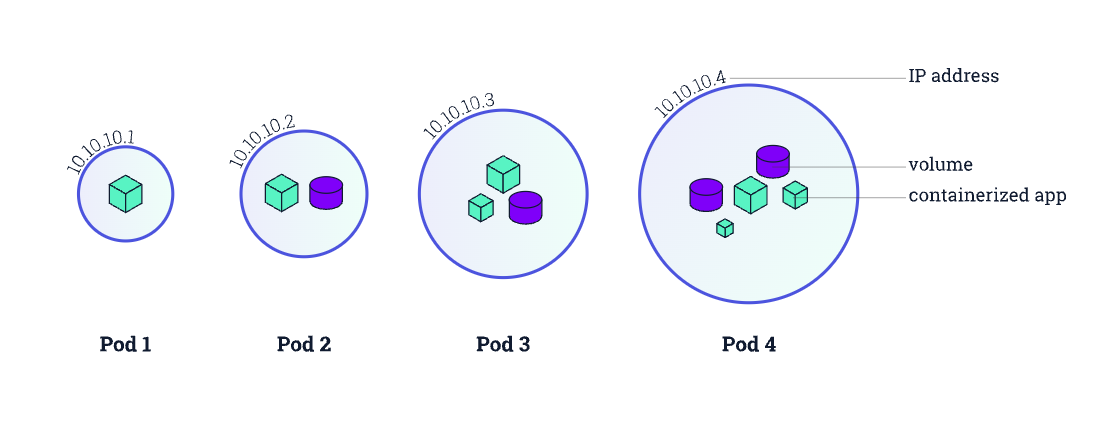 10.10.10.1
10.10.10.2
10.10.10.3
10.10.10.4
IP address
volume
containerized app
Pod 1
Pod 2
Pod 3
Pod 4